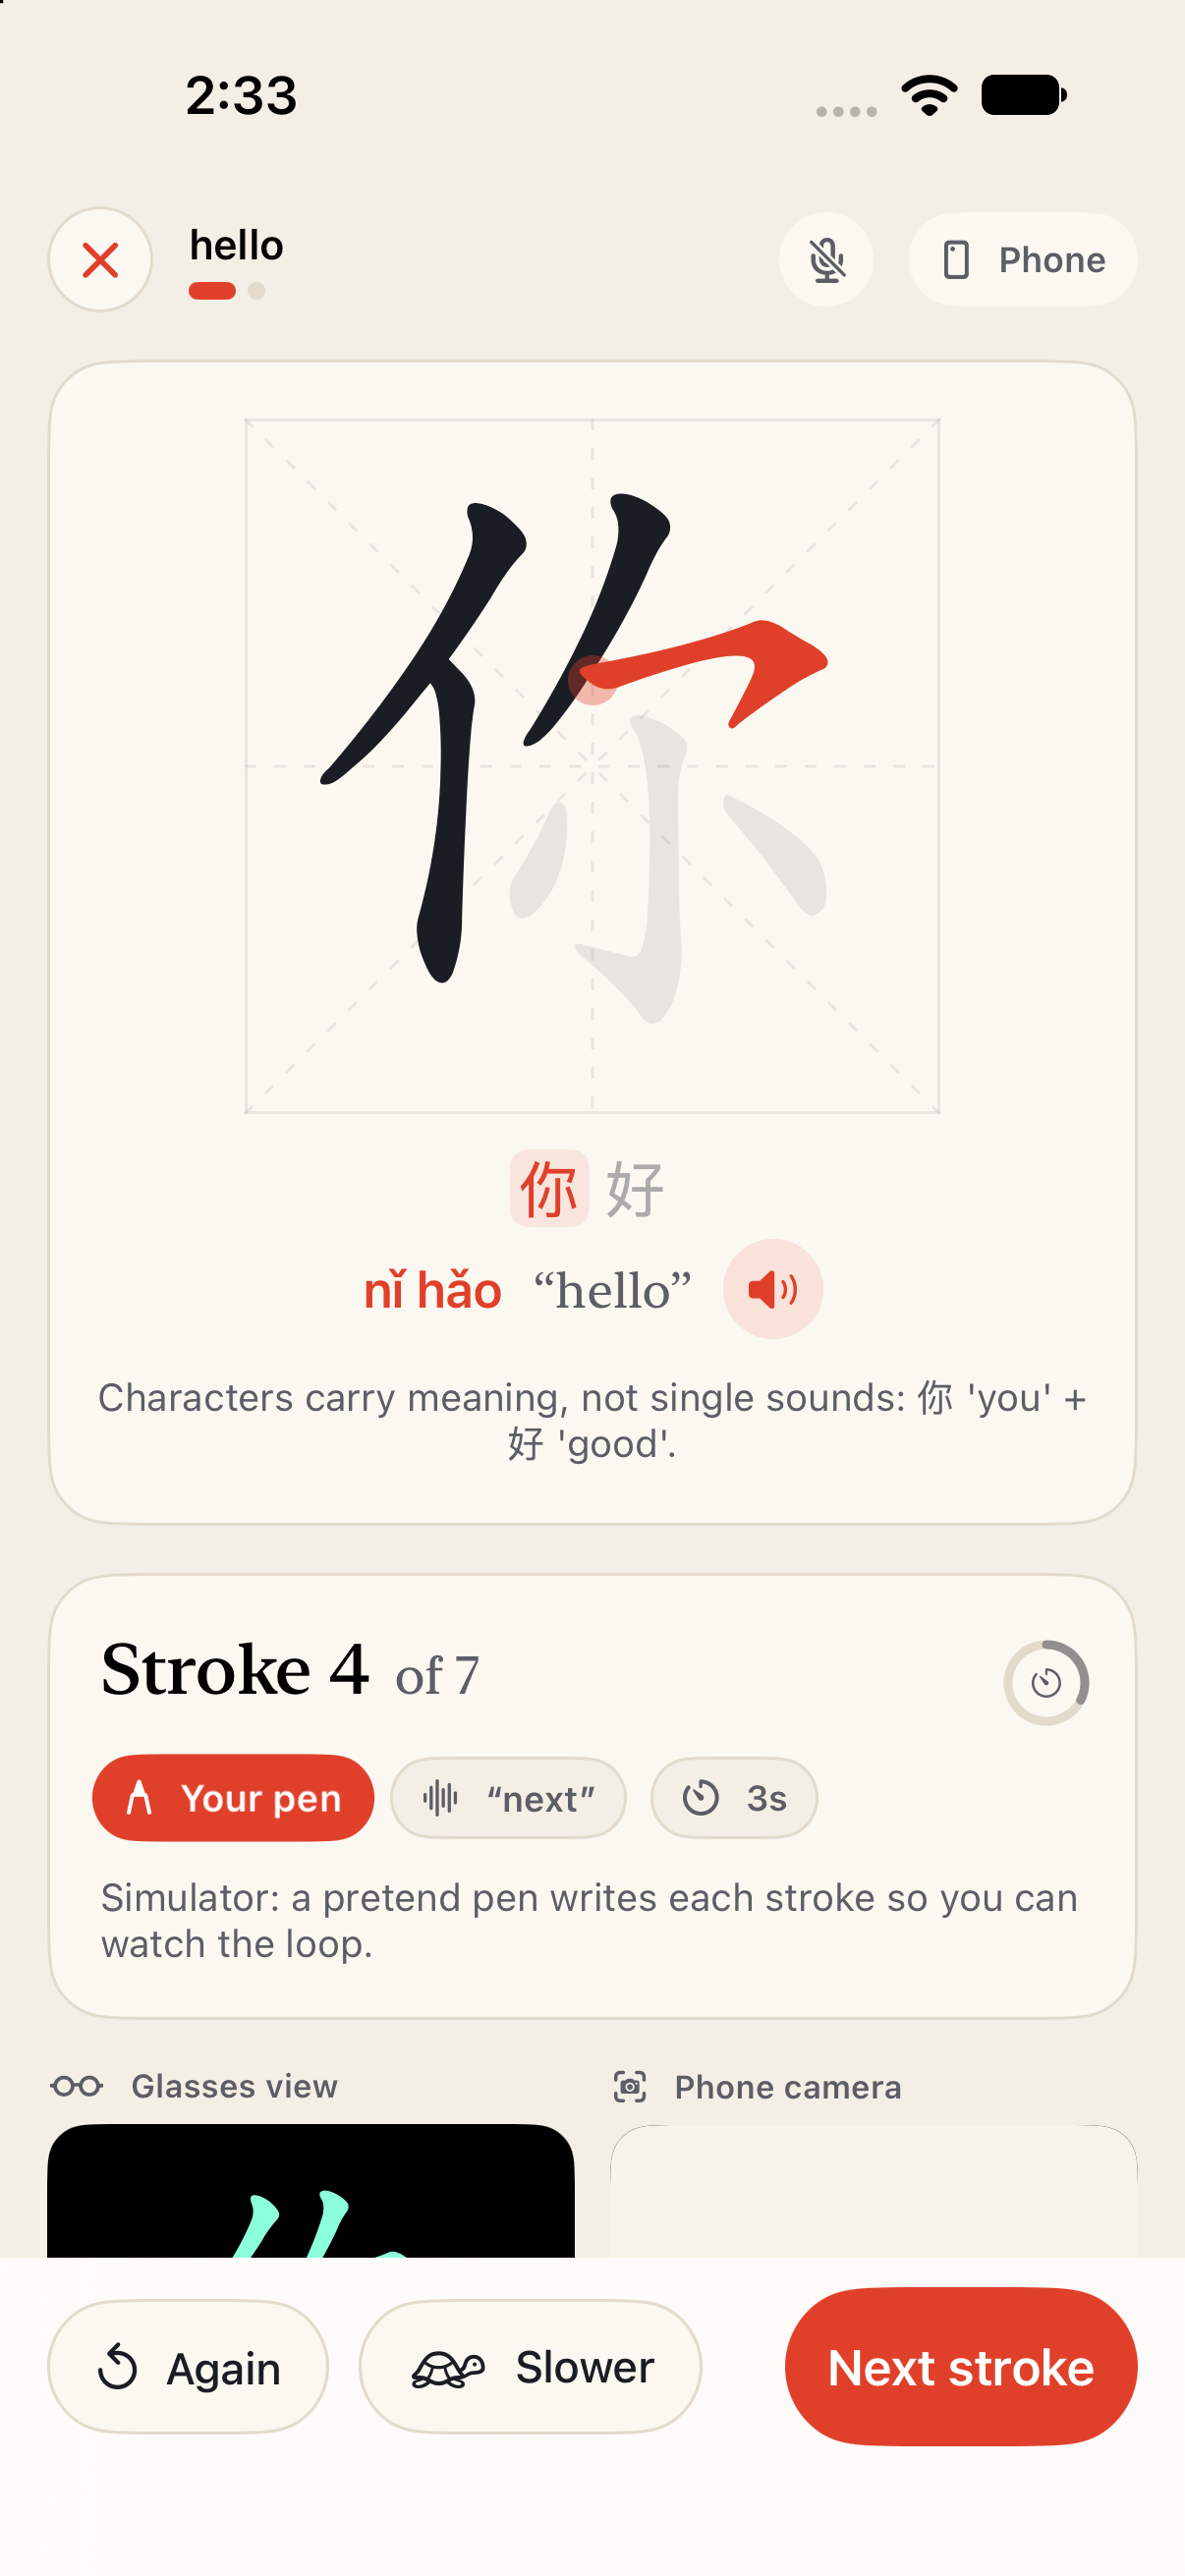 2:33
hello
Phone
你
你 好
nǐ hǎo “hello”
Characters carry meaning, not single sounds: 你 'you' +
好 'good'.
Stroke 4 of 7
Your pen “next” 3s
Simulator: a pretend pen writes each stroke so you can
watch the loop.
Glasses view Phone camera
Again Slower Next stroke